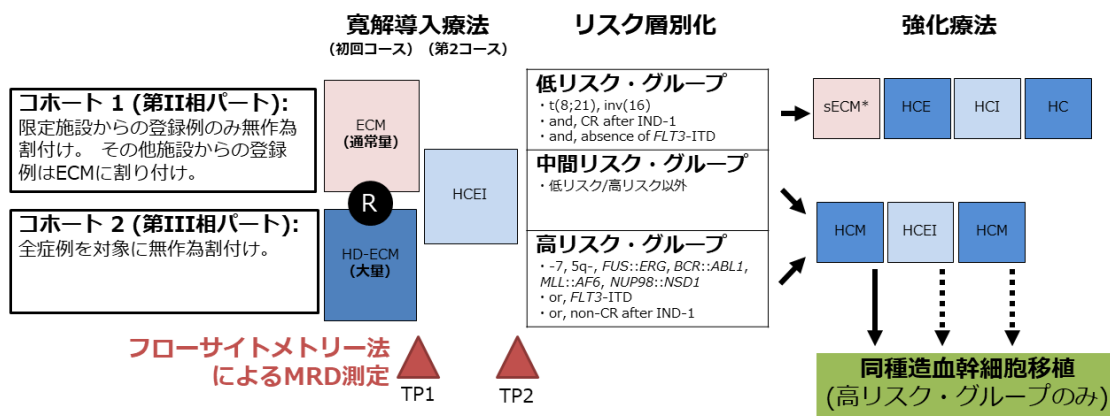 寛解導入療法
(初回コース) (第2コース)
リスク層別化
強化療法
コホート 1 (第II相パート):
限定施設からの登録例のみ無作為
割付け。 その他施設からの登録
例はECMに割り付け。
コホート 2 (第III相パート):
全症例を対象に無作為割付け。
ECM
(通常量)
R
HD-ECM
(大量)
HCEI
低リスク・グループ
・t(8;21), inv(16)
・and, CR after IND-1
・and, absence of FLT3-ITD
中間リスク・グループ
・低リスク/高リスク以外
高リスク・グループ
・-7, 5q-, FUS::ERG, BCR::ABL1,
MLL::AF6, NUP98::NSD1
・or, FLT3-ITD
・or, non-CR after IND-1
sECM*
HCE
HCI
HC
HCM
HCEI
HCM
フローサイトメトリー法
によるMRD測定
TP1
TP2
同種造血幹細胞移植
(高リスク・グループのみ)